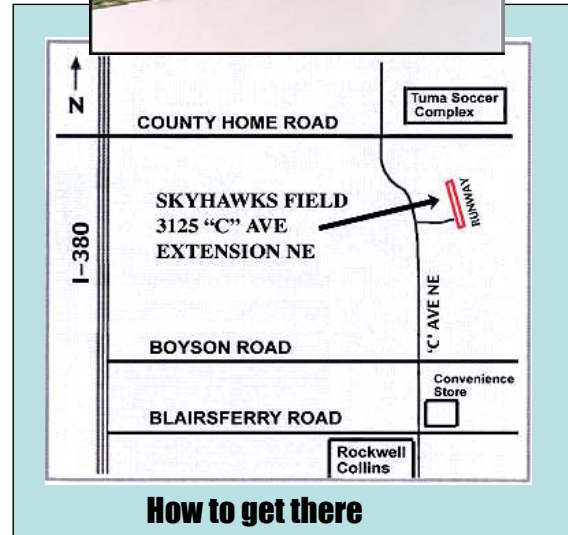 N
COUNTY HOME ROAD
Tuma Soccer
Complex
SKYHAWKS FIELD
3125 “C” AVE
EXTENSION NE
RUNWAY
I-380
'C' AVE NE
BOYSON ROAD
Convenience
Store
BLAIRSFERRY ROAD
Rockwell
Collins
How to get there